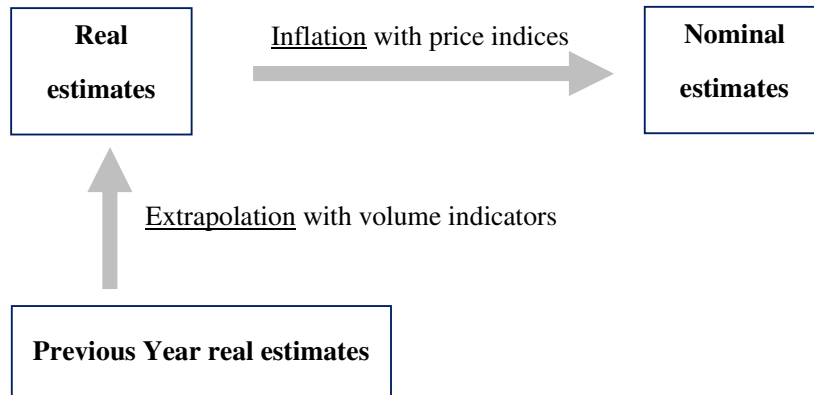 Real
estimates
Inflation with price indices
Nominal
estimates
Extrapolation with volume indicators
Previous Year real estimates